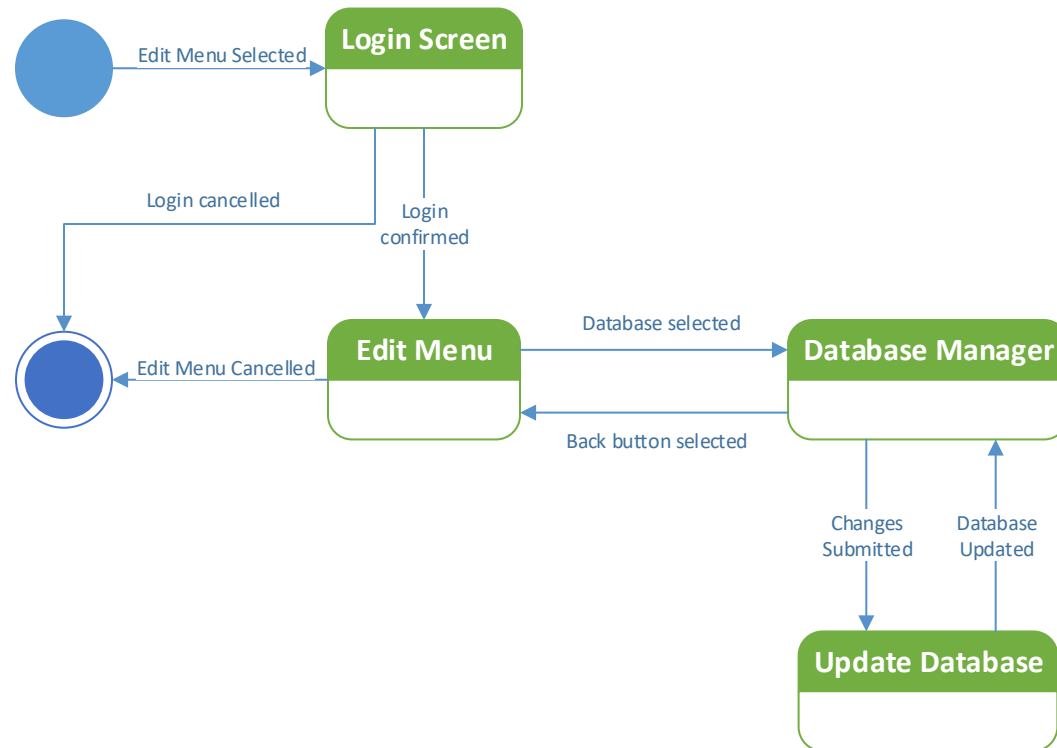 Login Screen
Edit Menu Selected
Login cancelled
Login
confirmed
Edit Menu
Database selected
Database Manager
Edit Menu Cancelled
Back button selected
Changes
Submitted
Database
Updated
Update Database